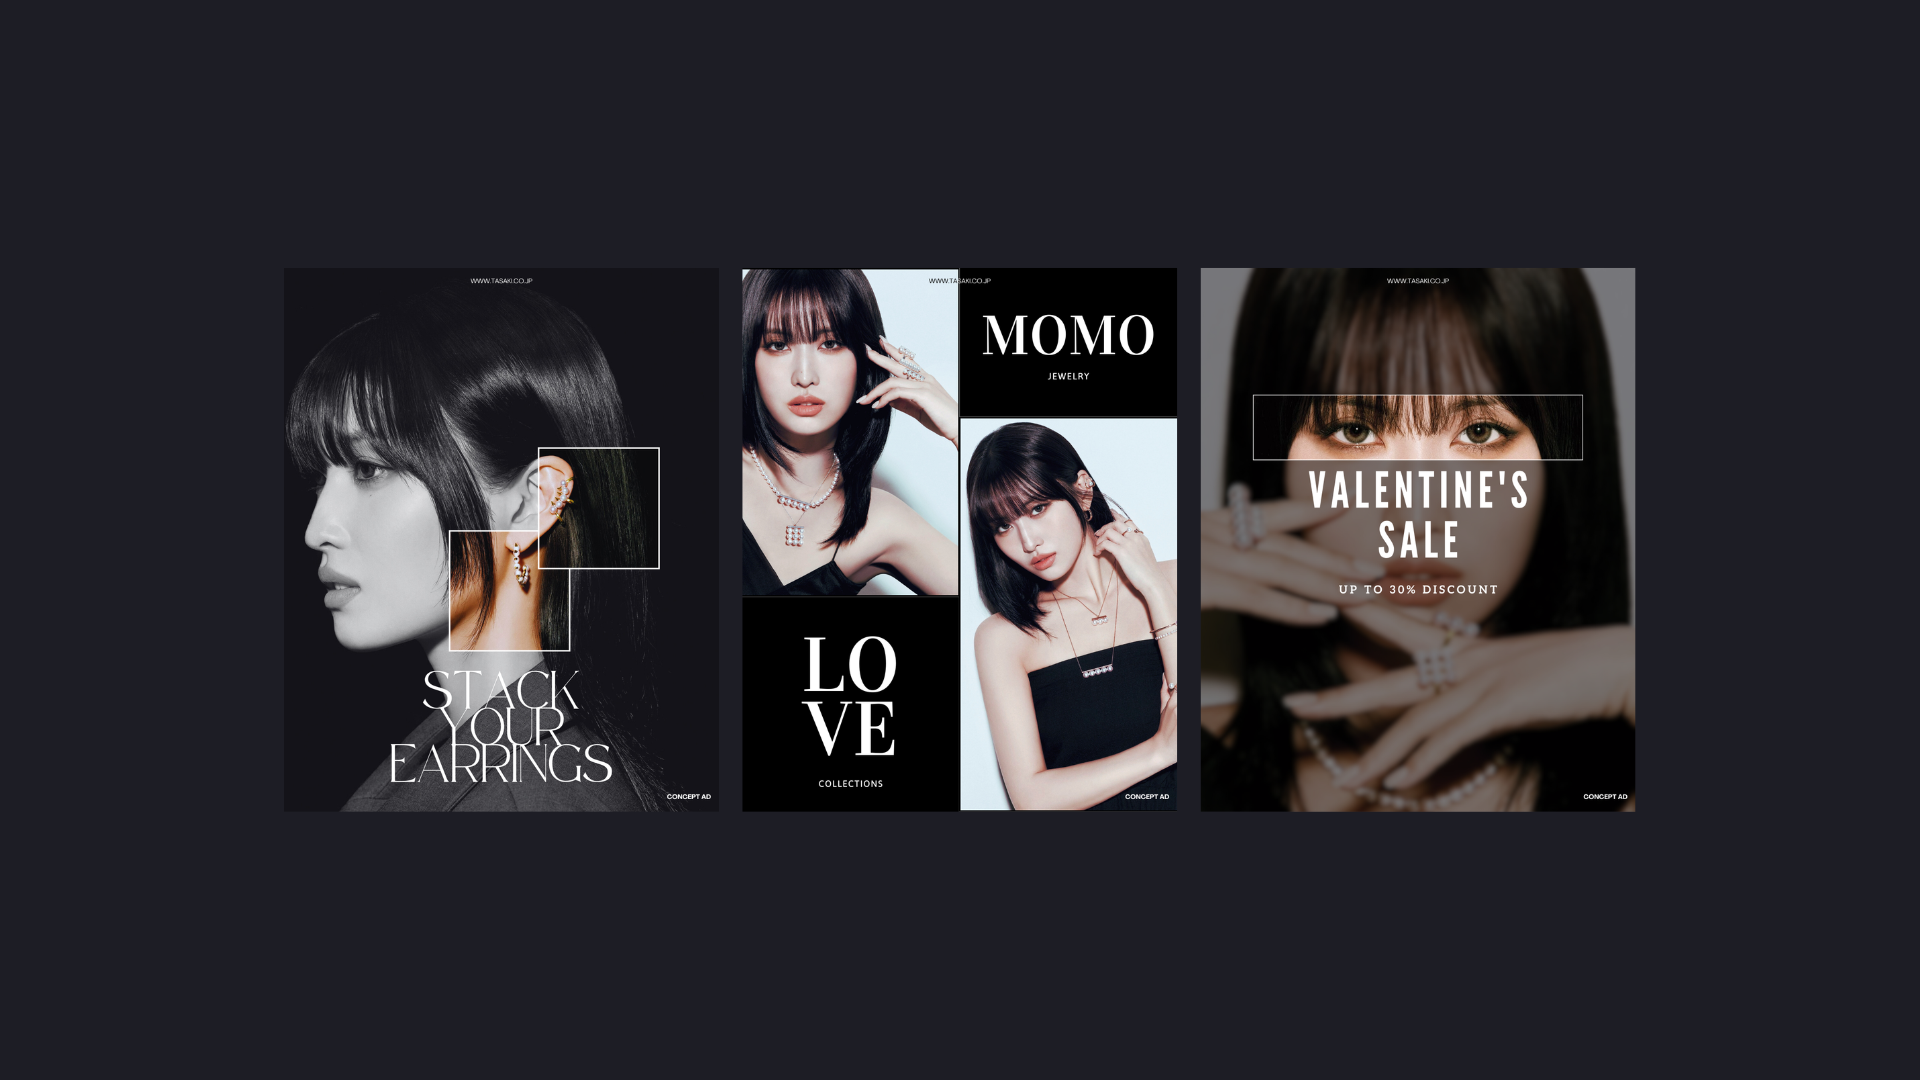 WWW.TASAKI.CO.JP
STACK
YOUR
EARRINGS
CONCEPT AD
WWW.TASAKI.CO.JP
MOMO
JEWELRY
LO
VE
COLLECTIONS
CONCEPT AD
WWW.TASAKI.CO.JP
VALENTINE'S
SALE
UP TO 30% DISCOUNT
CONCEPT AD